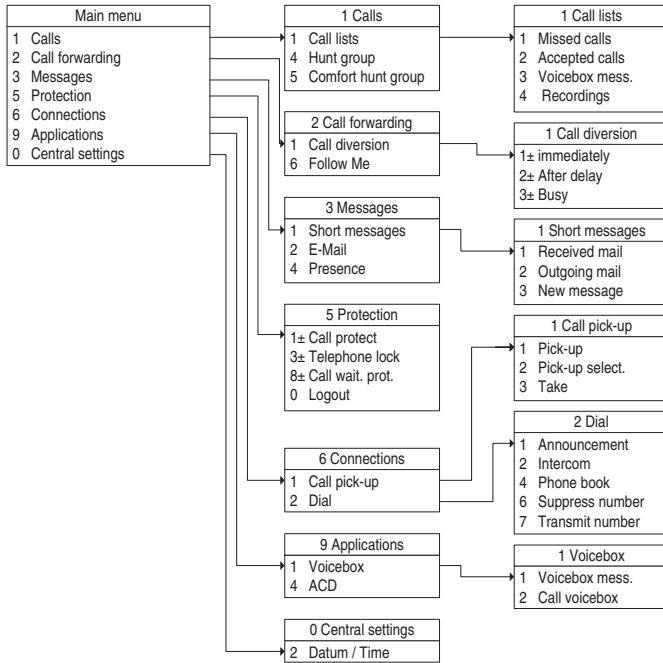 Main menu
1 Calls
2 Call forwarding
3 Messages
5 Protection
6 Connections
9 Applications
0 Central settings
1 Calls
1 Call lists
4 Hunt group
5 Comfort hunt group
1 Call lists
1 Missed calls
2 Accepted calls
3 Voicebox mess.
4 Recordings
2 Call forwarding
1 Call diversion
6 Follow Me
1 Call diversion
1± immediately
2± After delay
3± Busy
3 Messages
1 Short messages
2 E-Mail
4 Presence
1 Short messages
1 Received mail
2 Outgoing mail
3 New message
5 Protection
1± Call protect
3± Telephone lock
8± Call wait. prot.
0 Logout
1 Call pick-up
1 Pick-up
2 Pick-up select.
3 Take
6 Connections
1 Call pick-up
2 Dial
2 Dial
1 Announcement
2 Intercom
4 Phone book
6 Suppress number
7 Transmit number
9 Applications
1 Voicebox
4 ACD
1 Voicebox
1 Voicebox mess.
2 Call voicebox
0 Central settings
2 Datum / Time